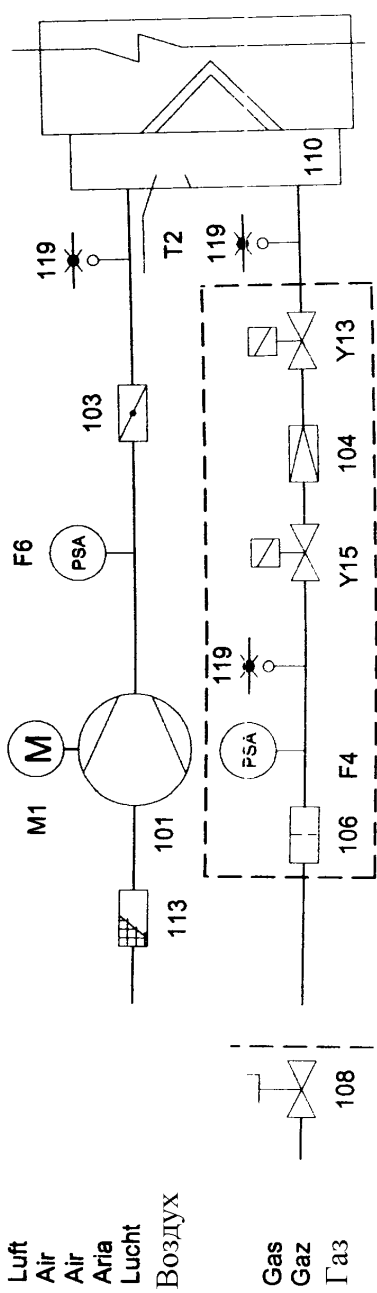 Luft
Air
Air
Aria
Lucht
Воздух
113
101
M1
M
F6
PSA
103
119
T2
110
Gas
Gaz
Газ
108
106
F4
PSA
119
Y15
104
Y13
119